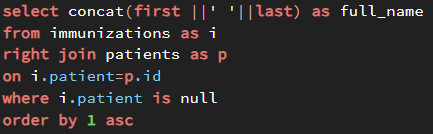 select concat(first ||' '||last) as full_name
from immunizations as i
right join patients as p
on i.patient=p.id
where i.patient is null
order by 1 asc